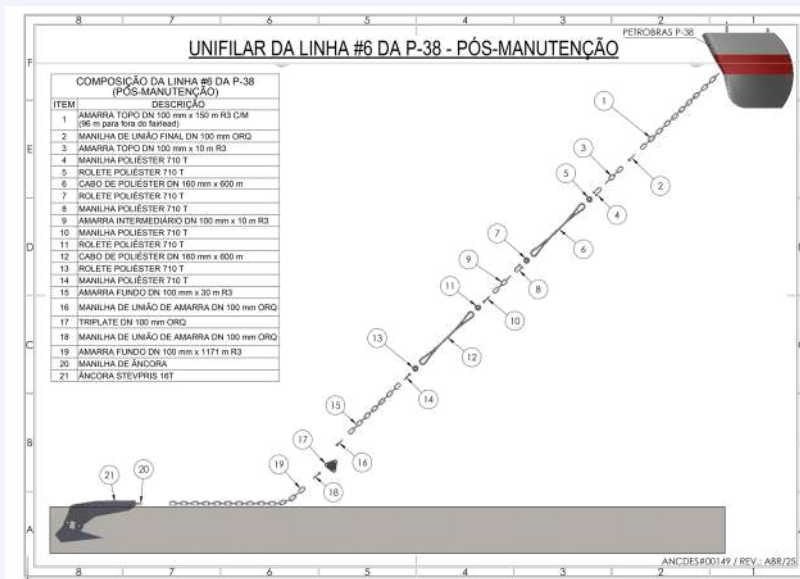 8 7 6 5 4 3 2 1
PETROBRAS P-38
UNIFILAR DA LINHA #6 DA P-38 - PÓS-MANUTENÇÃO
COMPOSIÇÃO DA LINHA #6 DA P-38
(PÓS-MANUTENÇÃO)
ITEM DESCRIÇÃO
1 AMARRA TOPO DN 100 mm x 150 m R3 C/M
(96 m para fora do fairlead)
2 MANILHA DE UNIÃO FINAL DN 100 mm ORQ
3 AMARRA TOPO DN 100 mm x 10 m R3
4 MANILHA POLIÉSTER 710 T
5 ROLETE POLIÉSTER 710 T
6 CABO DE POLIÉSTER DN 160 mm x 600 m
7 ROLETE POLIÉSTER 710 T
8 MANILHA POLIÉSTER 710 T
9 AMARRA INTERMEDIÁRIO DN 100 mm x 10 m R3
10 MANILHA POLIÉSTER 710 T
11 ROLETE POLIÉSTER 710 T
12 CABO DE POLIÉSTER DN 160 mm x 600 m
13 ROLETE POLIÉSTER 710 T
14 MANILHA POLIÉSTER 710 T
15 AMARRA FUNDO DN 100 mm x 30 m R3
16 MANILHA DE UNIÃO DE AMARRA DN 100 mm ORQ
17 TRIPLATE DN 100 mm ORQ
18 MANILHA DE UNIÃO DE AMARRA DN 100 mm ORQ
19 AMARRA FUNDO DN 100 mm x 1171 m R3
20 MANILHA DE ÂNCORA
21 ÂNCORA STEVPRIS 16T
F
E
D
C
B
A
1
3
2
5
4
7
6
9
8
11
10
13
12
15
14
17
16
19
18
21
20
ANCDES#00149 / REV.: ABR/25
8 7 6 5 4 3 2 1